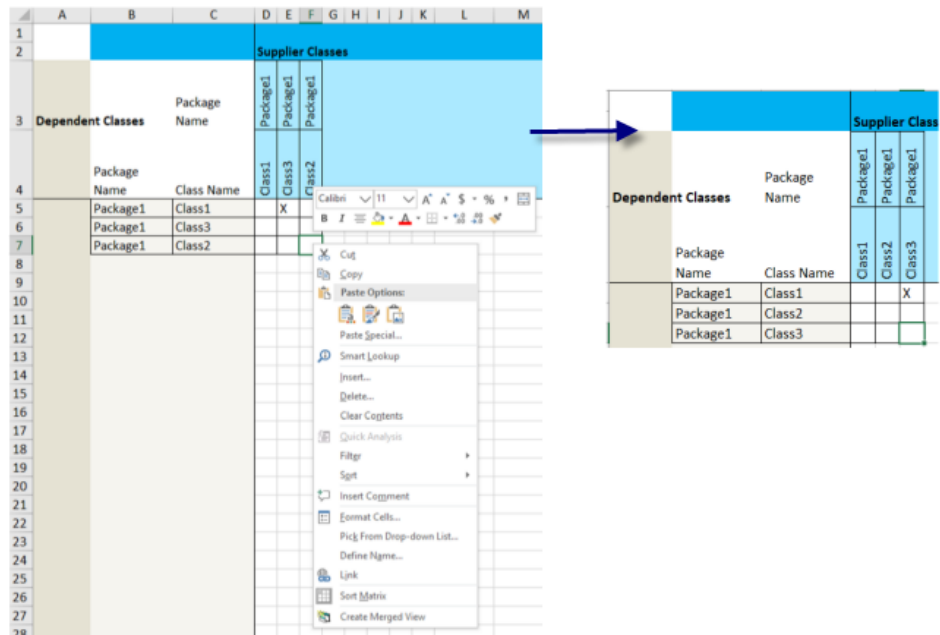 A B C D E F G H I J K L M
1
2 Supplier Classes
3 Dependent Classes Package Name Package1 Package1 Package1
4 Package Name Class Name Class1 Class3 Class2
5 Package1 Class1 X
6 Package1 Class3
7 Package1 Class2
8
9
10
11
12
13
14
15
16
17
18
19
20
21
22
23
24
25
26
27
28
Calibri 11 A A $ % ,
B I A
Cut
Copy
Paste Options:
Paste Special...
Smart Lookup
Insert...
Delete...
Clear Contents
Quick Analysis
Filter
Sort
Insert Comment
Format Cells...
Pick From Drop-down List...
Define Name...
Link
Sort Matrix
Create Merged View
Supplier Class
Dependent Classes Package Name Package1 Package1 Package1
Package Name Class Name Class1 Class2 Class3
Package1 Class1 X
Package1 Class2
Package1 Class3